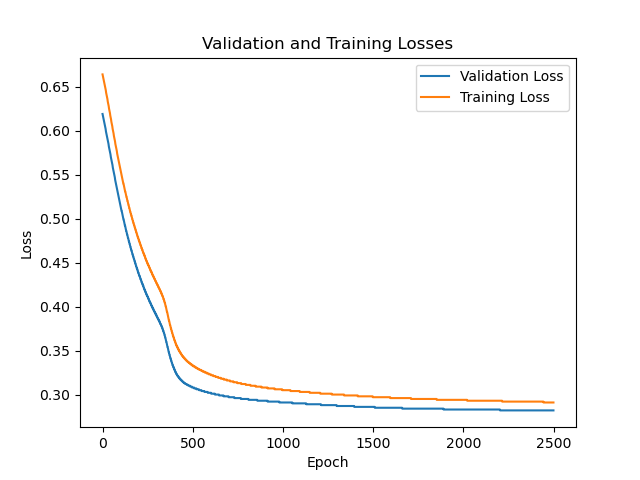 Validation and Training Losses
Validation Loss
Training Loss
0.65
0.60
0.55
0.50
0.45
0.40
0.35
0.30
Loss
0 500 1000 1500 2000 2500
Epoch